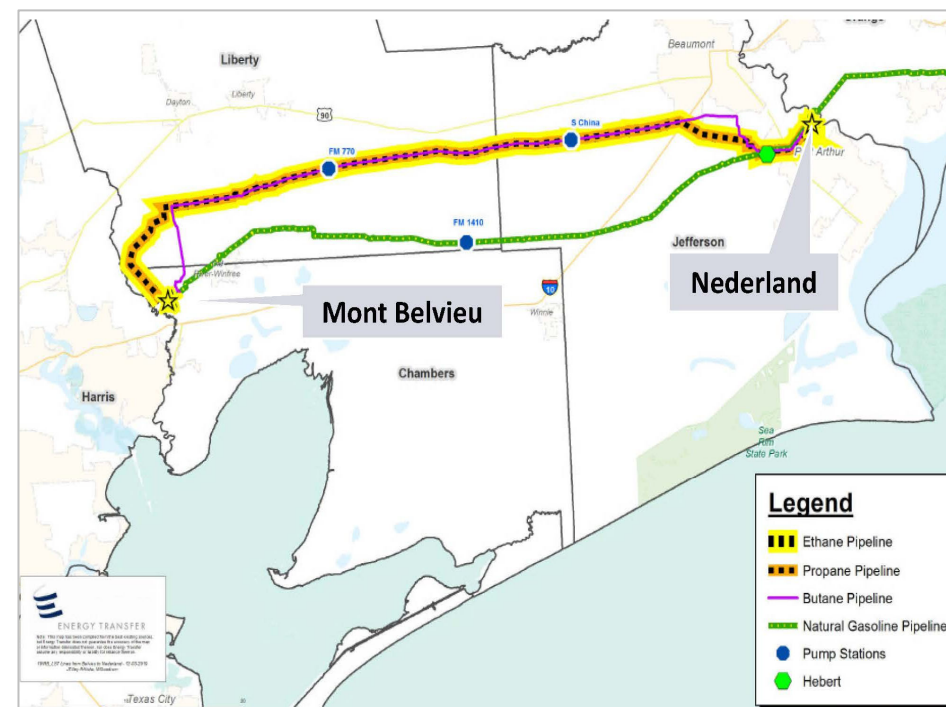 Orange
Beaumont
Liberty
Liberty
Dayton
90
S China
FM 770
Port Arthur
FM 1410
Jefferson
Nederland
10
Mont Belvieu
Winnie
Chambers
Harris
Sea
Rim
State Park
Legend
Ethane Pipeline
Propane Pipeline
Butane Pipeline
Natural Gasoline Pipeline
Pump Stations
Hebert
ENERGY TRANSFER
Texas City